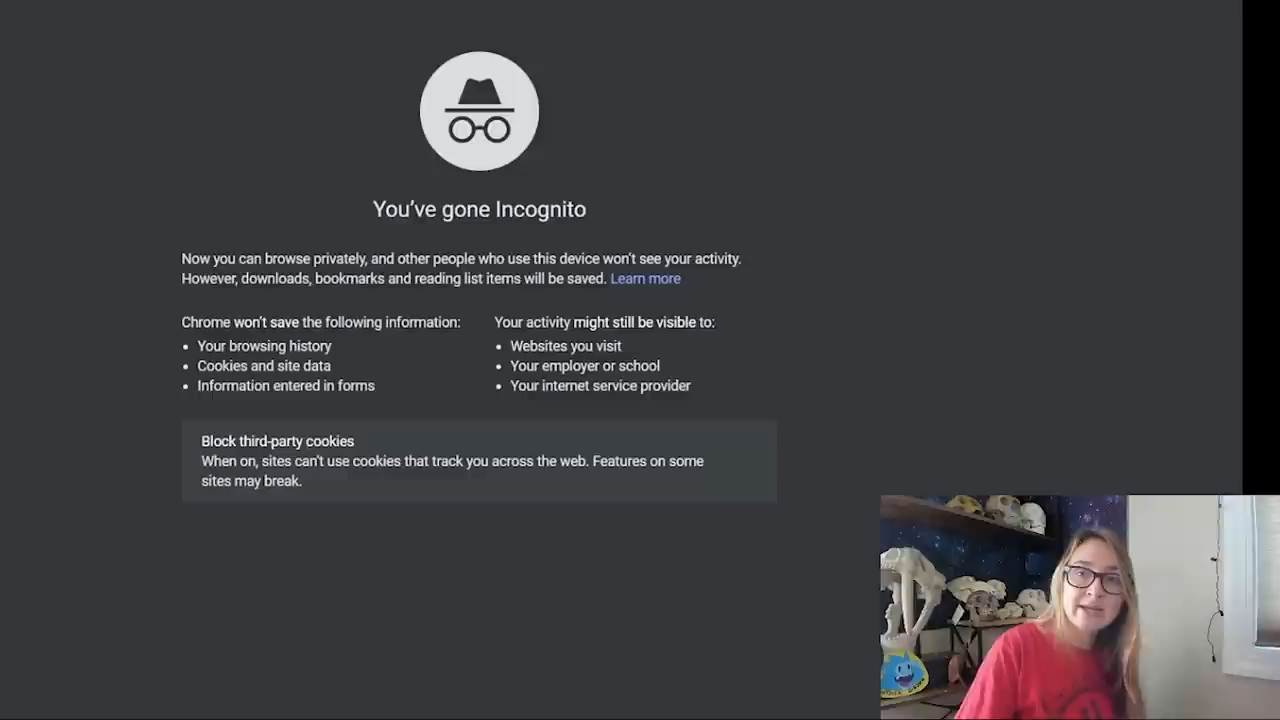 You've gone Incognito
Now you can browse privately, and other people who use this device won't see your activity.
However, downloads, bookmarks and reading list items will be saved. Learn more
Chrome won't save the following information:
• Your browsing history
• Cookies and site data
• Information entered in forms
Your activity might still be visible to:
• Websites you visit
• Your employer or school
• Your internet service provider
Block third-party cookies
When on, sites can't use cookies that track you across the web. Features on some
sites may break.